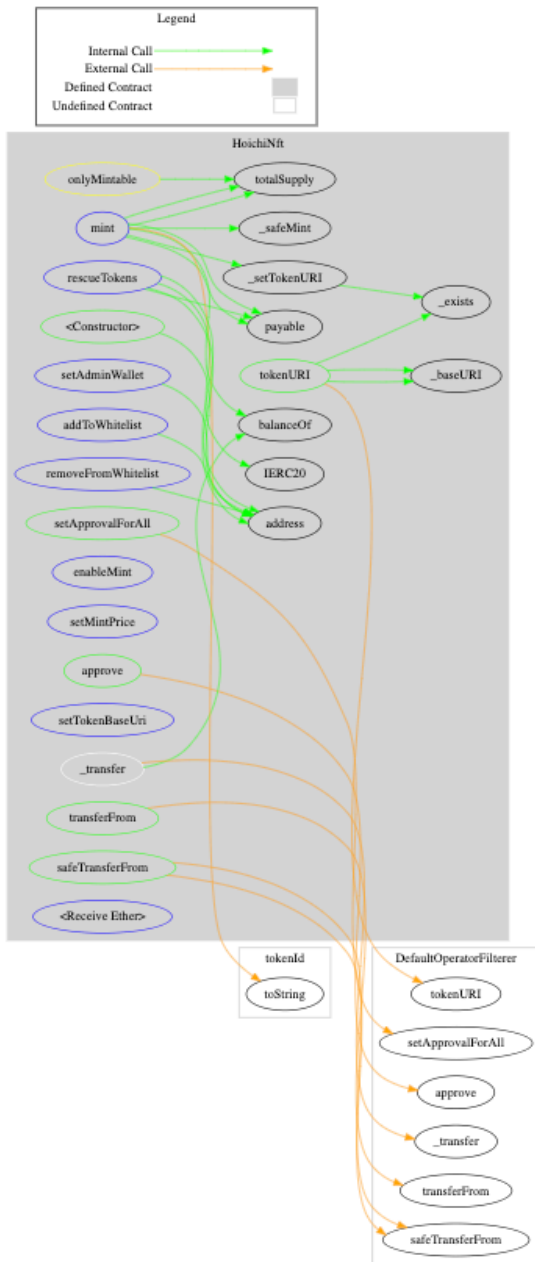 Legend
Internal Call
External Call
Defined Contract
Undefined Contract
HoichiNft
onlyMintable
totalSupply
mint
_safeMint
rescueTokens
_setTokenURI
_exists
<Constructor>
payable
setAdminWallet
tokenURI
_baseURI
addToWhitelist
balanceOf
removeFromWhitelist
IERC20
setApprovalForAll
address
enableMint
setMintPrice
approve
setTokenBaseUri
_transfer
transferFrom
safeTransferFrom
<Receive Ether>
tokenId
toString
DefaultOperatorFilterer
tokenURI
setApprovalForAll
approve
_transfer
transferFrom
safeTransferFrom